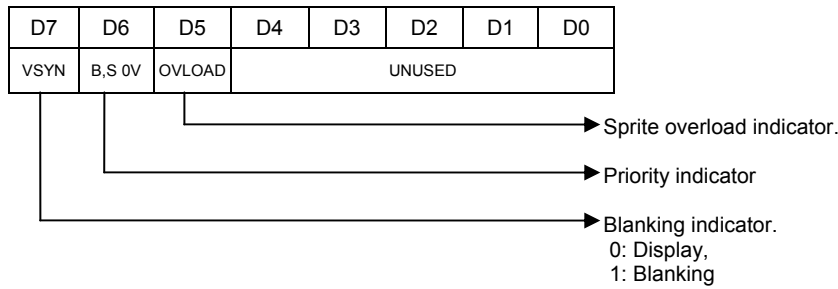 D7 D6 D5 D4 D3 D2 D1 D0
VSYN B,S 0V OVLOAD UNUSED
Sprite overload indicator.
Priority indicator
Blanking indicator.
0: Display,
1: Blanking